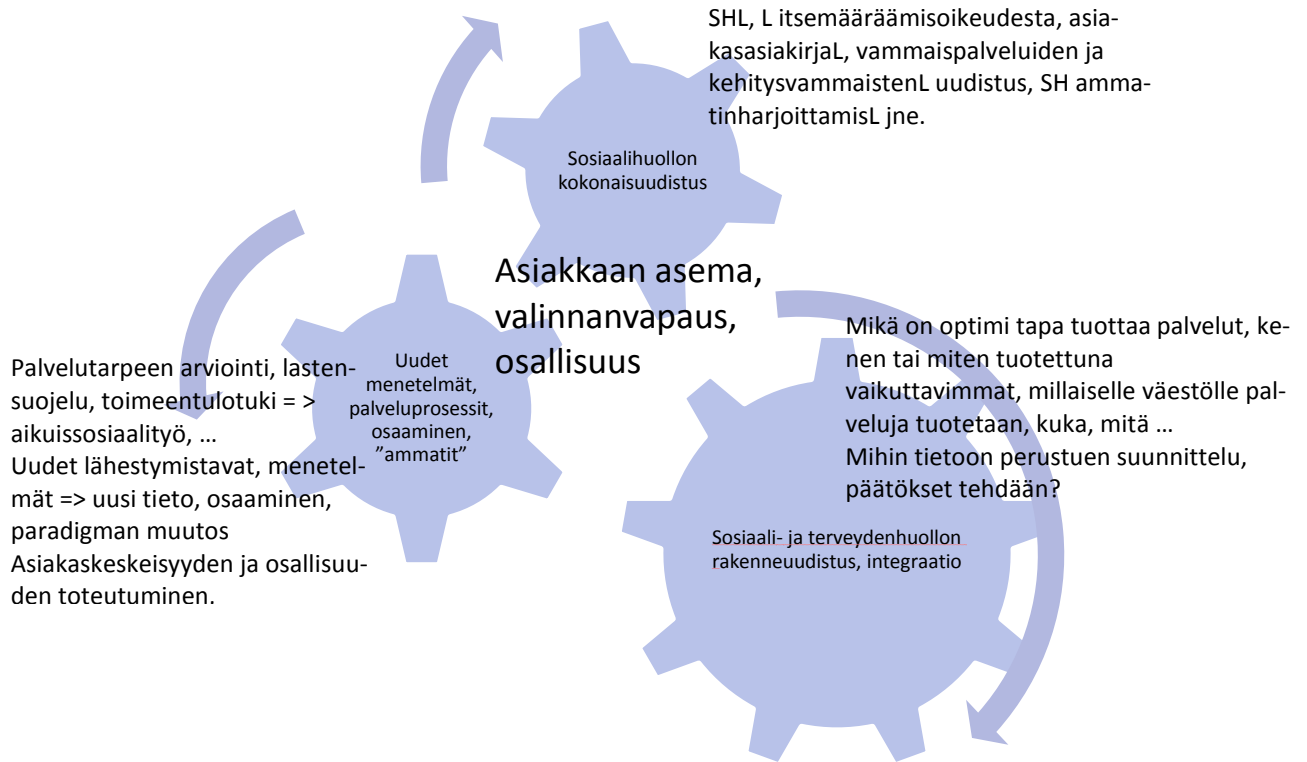 SHL, L itsemääräämisoikeudesta, asia-
kasasiakirjaL, vammaispalveluiden ja
kehitysvammaistenL uudistus, SH amma-
tinharjoittamisL jne.
Sosiaalihuollon
kokonaisuudistus
Asiakkaan asema,
valinnanvapaus,
osallisuus
Uudet
menetelmät,
palveluprosessit,
osaaminen,
”ammatit”
Palvelutarpeen arviointi, lasten-
suojelu, toimeentulotuki = >
aikuissosiaalityö, …
Uudet lähestymistavat, menetel-
mät => uusi tieto, osaaminen,
paradigman muutos
Asiakaskeskeisyyden ja osallisuu-
den toteutuminen.
Mikä on optimi tapa tuottaa palvelut, ke-
nen tai miten tuotettuna
vaikuttavimmat, millaiselle väestölle pal-
veluja tuotetaan, kuka, mitä …
Mihin tietoon perustuen suunnittelu,
päätökset tehdään?
Sosiaali- ja terveydenhuollon
rakenneuudistus, integraatio